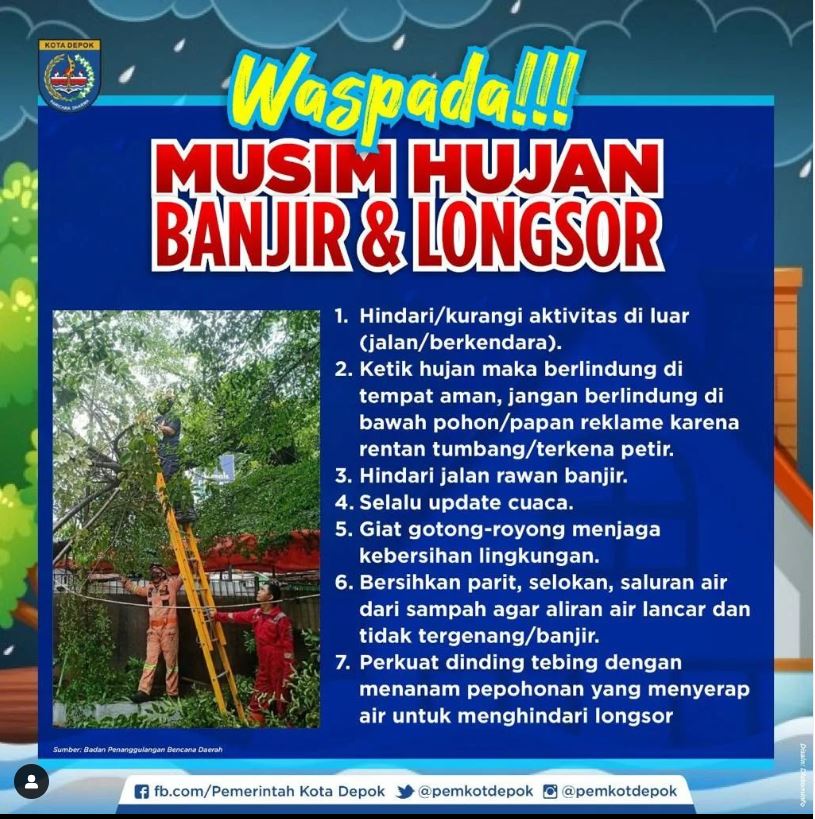 KOTA DEPOK
Waspada!!!
MUSIM HUJAN
BANJIR & LONGSOR
1. Hindari/kurangi aktivitas di luar
(jalan/berkendara).
2. Ketik hujan maka berlindung di
tempat aman, jangan berlindung di
bawah pohon/papan reklame karena
rentan tumbang/terkena petir.
3. Hindari jalan rawan banjir.
4. Selalu update cuaca.
5. Giat gotong-royong menjaga
kebersihan lingkungan.
6. Bersihkan parit, selokan, saluran air
dari sampah agar aliran air lancar dan
tidak tergenang/banjir.
7. Perkuat dinding tebing dengan
menanam pepohonan yang menyerap
air untuk menghindari longsor
Sumber: Badan Penanggulangan Bencana Daerah
fb.com/Pemerintah Kota Depok @pemkotdepok @pemkotdepok